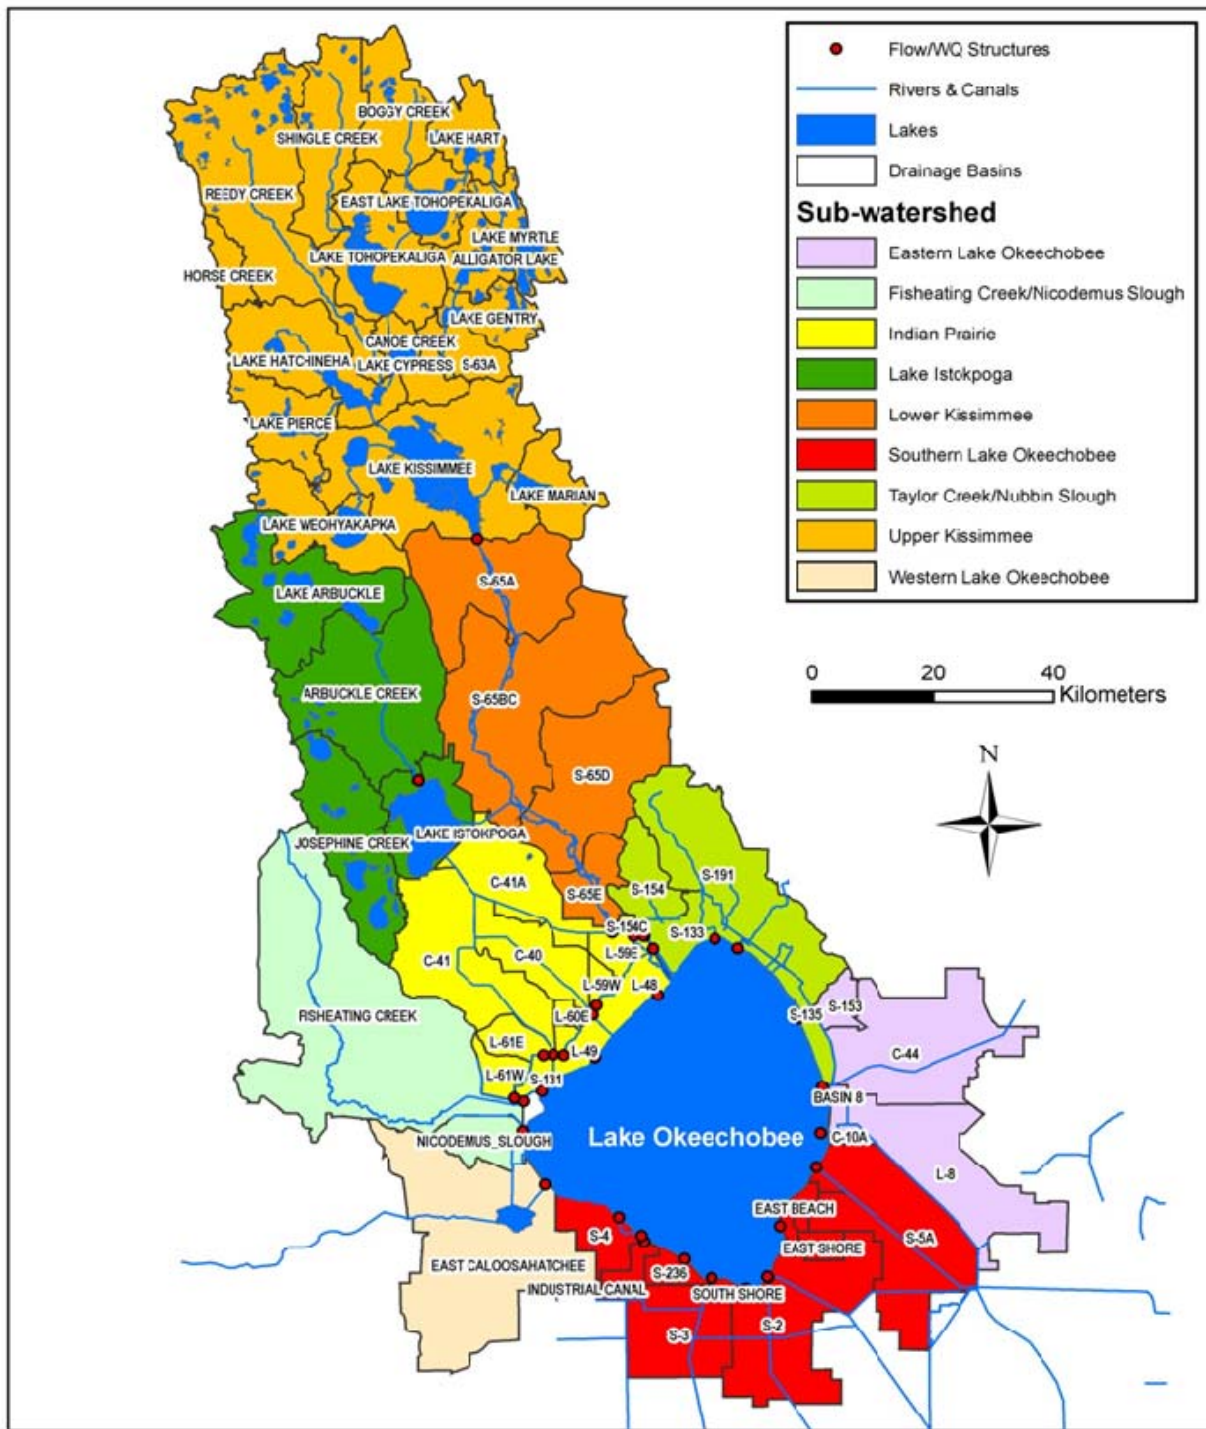 Flow/WQ Structures
Rivers & Canals
Lakes
Drainage Basins
Sub-watershed
Eastern Lake Okeechobee
Fisheating Creek/Nicodemus Slough
Indian Prairie
Lake Istokpoga
Lower Kissimmee
Southern Lake Okeechobee
Taylor Creek/Nubbin Slough
Upper Kissimmee
Western Lake Okeechobee
0 20 40
Kilometers
N
BOGGY CREEK
SHINGLE CREEK
LAKE HART
REEDY CREEK
EAST LAKE TOHOPEKALIGA
LAKE MYRTLE
LAKE TOHOPEKALIGA
ALLIGATOR LAKE
HORSE CREEK
LAKE GENTRY
CANOE CREEK
LAKE HATCHINEHA
LAKE CYPRESS
S-63A
LAKE PIERCE
LAKE KISSIMMEE
LAKE MARIAN
LAKE WEOHYAKAPKA
S-65A
LAKE ARBUCKLE
ARBUCKLE CREEK
S-65BC
S-65D
LAKE ISTOKPOGA
JOSEPHINE CREEK
C-41A
S-65E
S-154
S-191
S-154C
S-133
L-59E
C-41
C-40
L-59W
L-48
FISHEATING CREEK
L-60E
S-135
S-153
L-61E
L-49
C-44
L-61W
S-131
BASIN 8
NICODEMUS_SLOUGH
Lake Okeechobee
C-10A
L-8
EAST BEACH
S-4
EAST SHORE
S-5A
EAST CALOOSAHATCHEE
S-236
INDUSTRIAL CANAL
SOUTH SHORE
S-3
S-2